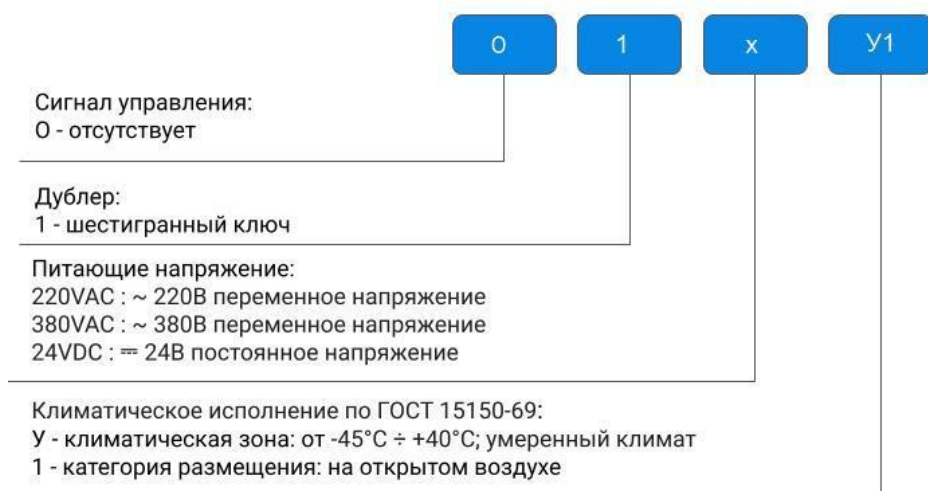 0 1 x У1
Сигнал управления:
0 - отсутствует
Дублер:
1 - шестигранный ключ
Питающие напряжение:
220VAC : ~ 220В переменное напряжение
380VAC : ~ 380В переменное напряжение
24VDC : ⎓ 24В постоянное напряжение
Климатическое исполнение по ГОСТ 15150-69:
У - климатическая зона: от -45°C ÷ +40°C; умеренный климат
1 - категория размещения: на открытом воздухе